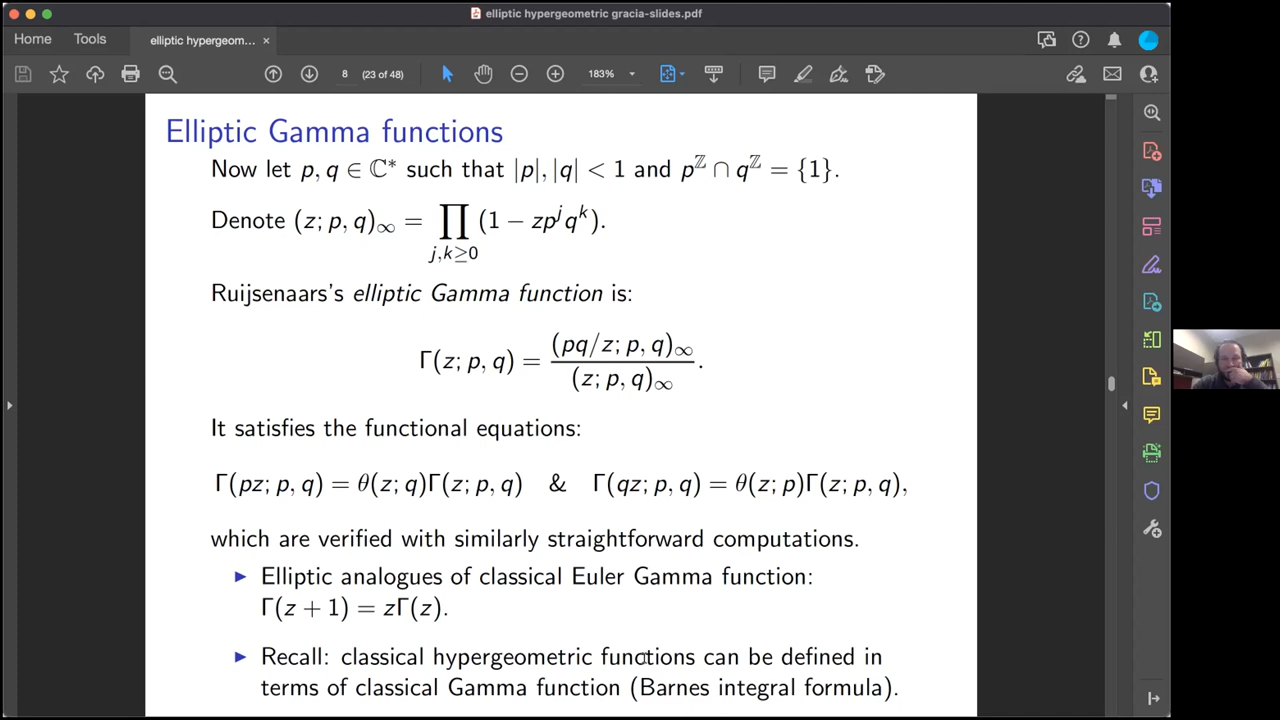 elliptic hypergeometric gracia-slides.pdf
Home Tools elliptic hypergeom... ×
8 (23 of 48) 183%
Elliptic Gamma functions
Now let p, q ∈ ℂ* such that |p|, |q| < 1 and p^ℤ ∩ q^ℤ = {1}.
Denote (z; p, q)_∞ = ∏_{j,k≥0} (1 − zp^j q^k).
Ruijsenaars's elliptic Gamma function is:
Γ(z; p, q) = (pq/z; p, q)_∞ / (z; p, q)_∞.
It satisfies the functional equations:
Γ(pz; p, q) = θ(z; q)Γ(z; p, q) & Γ(qz; p, q) = θ(z; p)Γ(z; p, q),
which are verified with similarly straightforward computations.
▶ Elliptic analogues of classical Euler Gamma function:
Γ(z + 1) = zΓ(z).
▶ Recall: classical hypergeometric functions can be defined in
terms of classical Gamma function (Barnes integral formula).